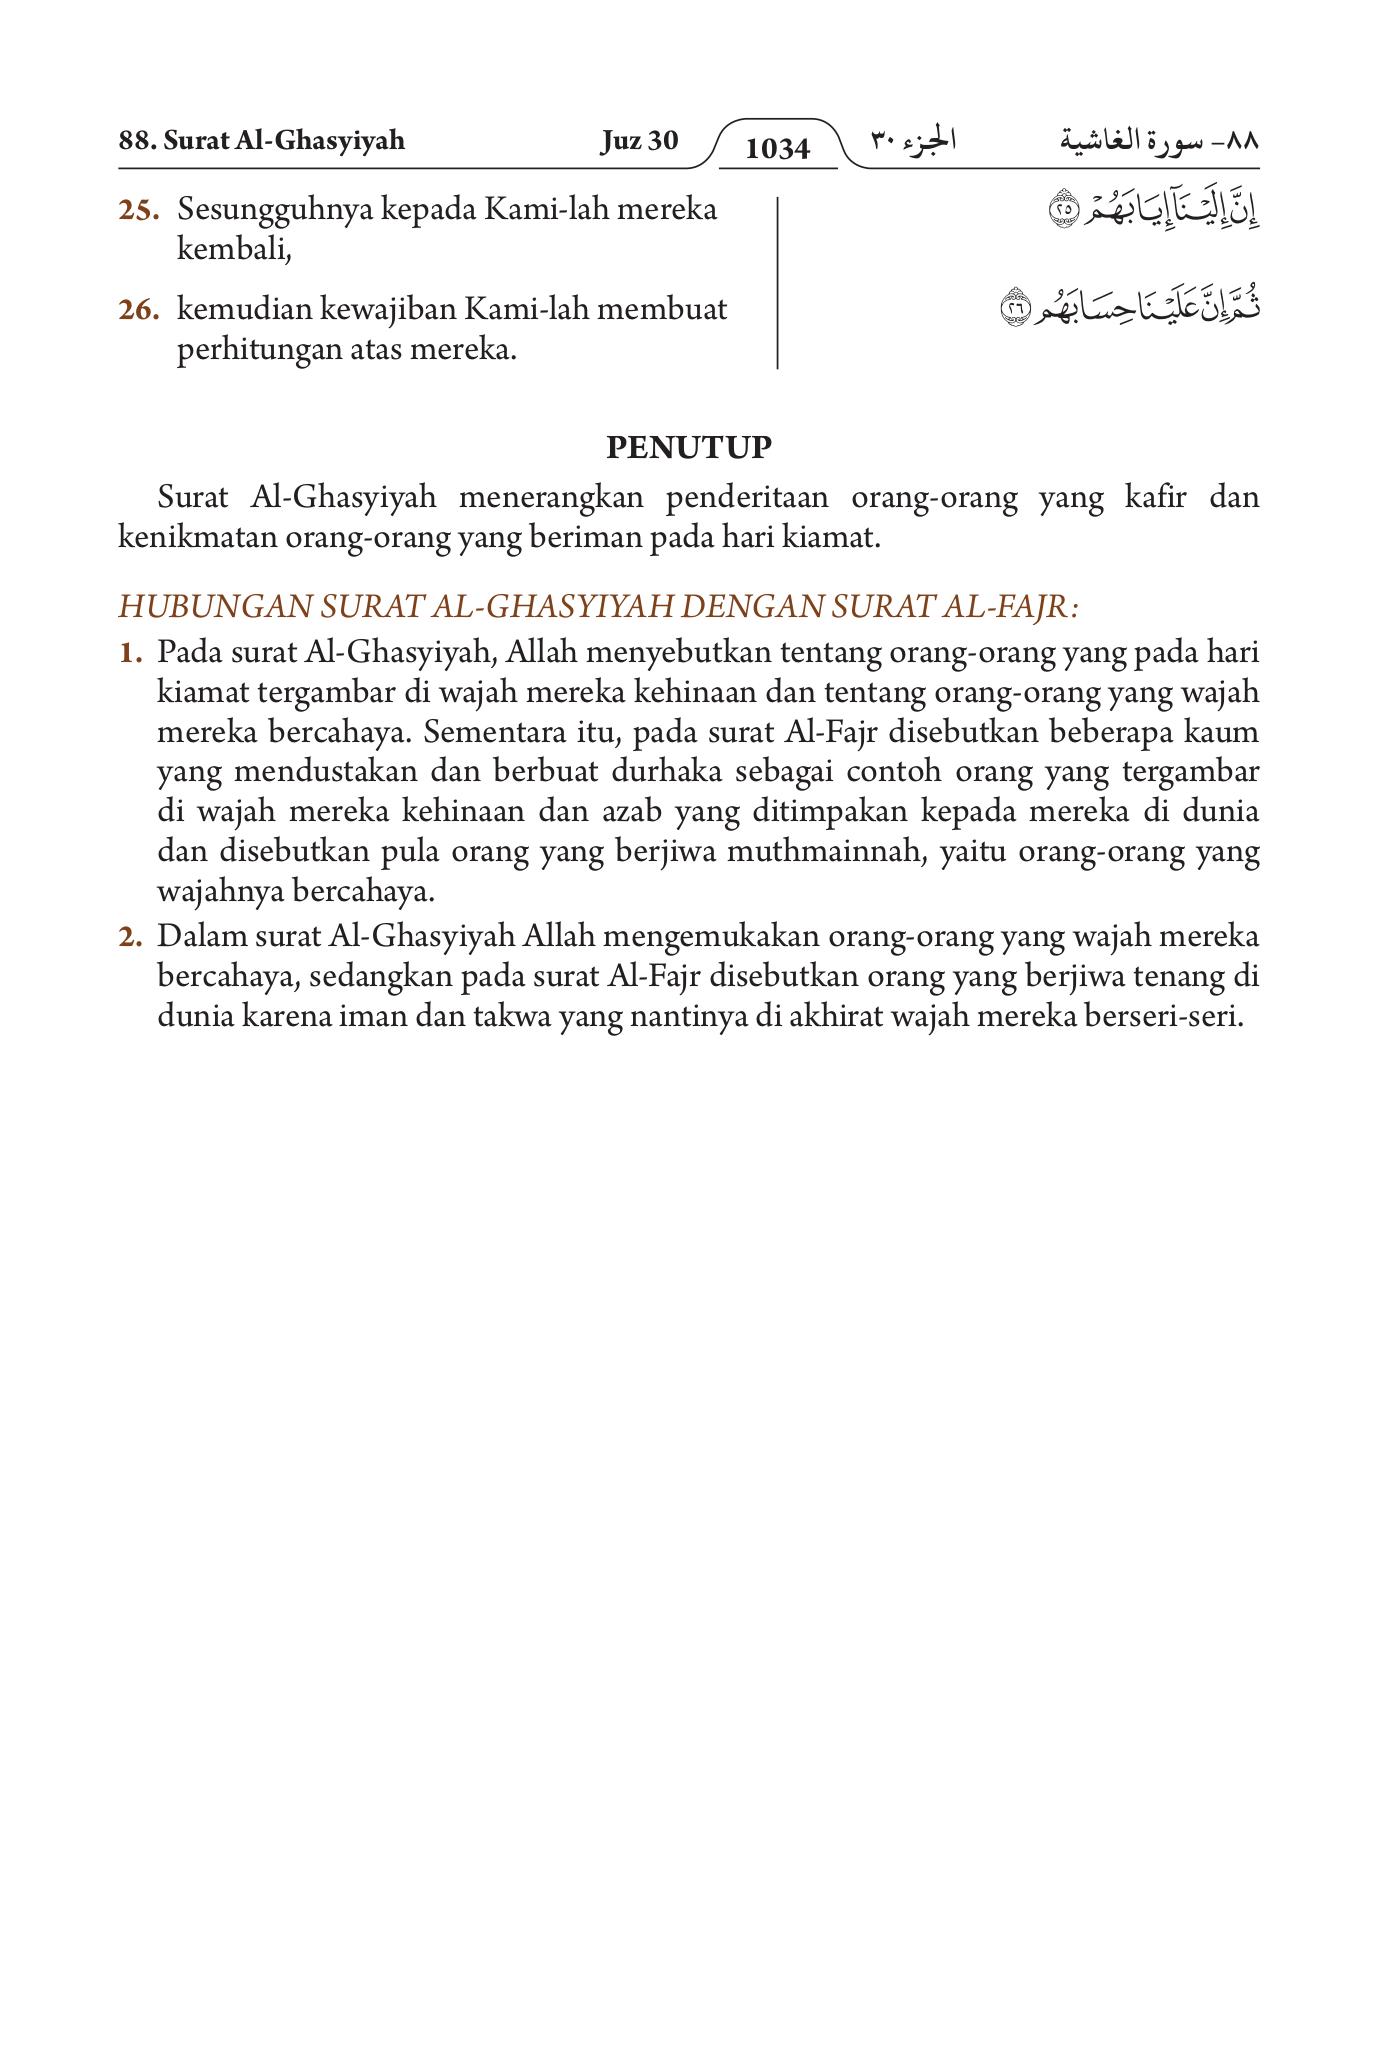 88. Surat Al-Ghasyiyah Juz 30 1034 الجزء ٣٠ ٨٨- سورة الغاشية
25. Sesungguhnya kepada Kami-lah mereka
kembali,
إِنَّ إِلَيْنَآ إِيَابَهُمْ ٢٥
26. kemudian kewajiban Kami-lah membuat
perhitungan atas mereka.
ثُمَّ إِنَّ عَلَيْنَا حِسَابَهُم ٢٦
PENUTUP
Surat Al-Ghasyiyah menerangkan penderitaan orang-orang yang kafir dan
kenikmatan orang-orang yang beriman pada hari kiamat.
HUBUNGAN SURAT AL-GHASYIYAH DENGAN SURAT AL-FAJR:
1. Pada surat Al-Ghasyiyah, Allah menyebutkan tentang orang-orang yang pada hari
kiamat tergambar di wajah mereka kehinaan dan tentang orang-orang yang wajah
mereka bercahaya. Sementara itu, pada surat Al-Fajr disebutkan beberapa kaum
yang mendustakan dan berbuat durhaka sebagai contoh orang yang tergambar
di wajah mereka kehinaan dan azab yang ditimpakan kepada mereka di dunia
dan disebutkan pula orang yang berjiwa muthmainnah, yaitu orang-orang yang
wajahnya bercahaya.
2. Dalam surat Al-Ghasyiyah Allah mengemukakan orang-orang yang wajah mereka
bercahaya, sedangkan pada surat Al-Fajr disebutkan orang yang berjiwa tenang di
dunia karena iman dan takwa yang nantinya di akhirat wajah mereka berseri-seri.